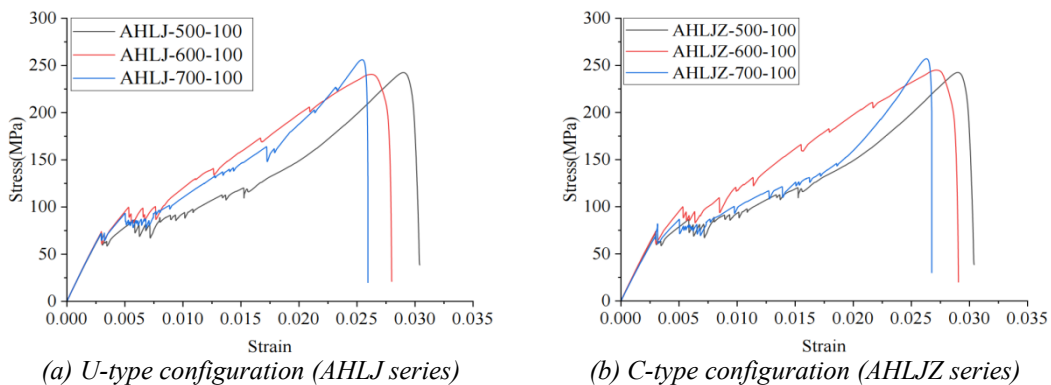 300
250
200
150
100
50
0
Stress(MPa)
AHLJ-500-100
AHLJ-600-100
AHLJ-700-100
0.000 0.005 0.010 0.015 0.020 0.025 0.030 0.035
Strain
(a) U-type configuration (AHLJ series)
300
250
200
150
100
50
0
Stress(MPa)
AHLJZ-500-100
AHLJZ-600-100
AHLJZ-700-100
0.000 0.005 0.010 0.015 0.020 0.025 0.030 0.035
Strain
(b) C-type configuration (AHLJZ series)